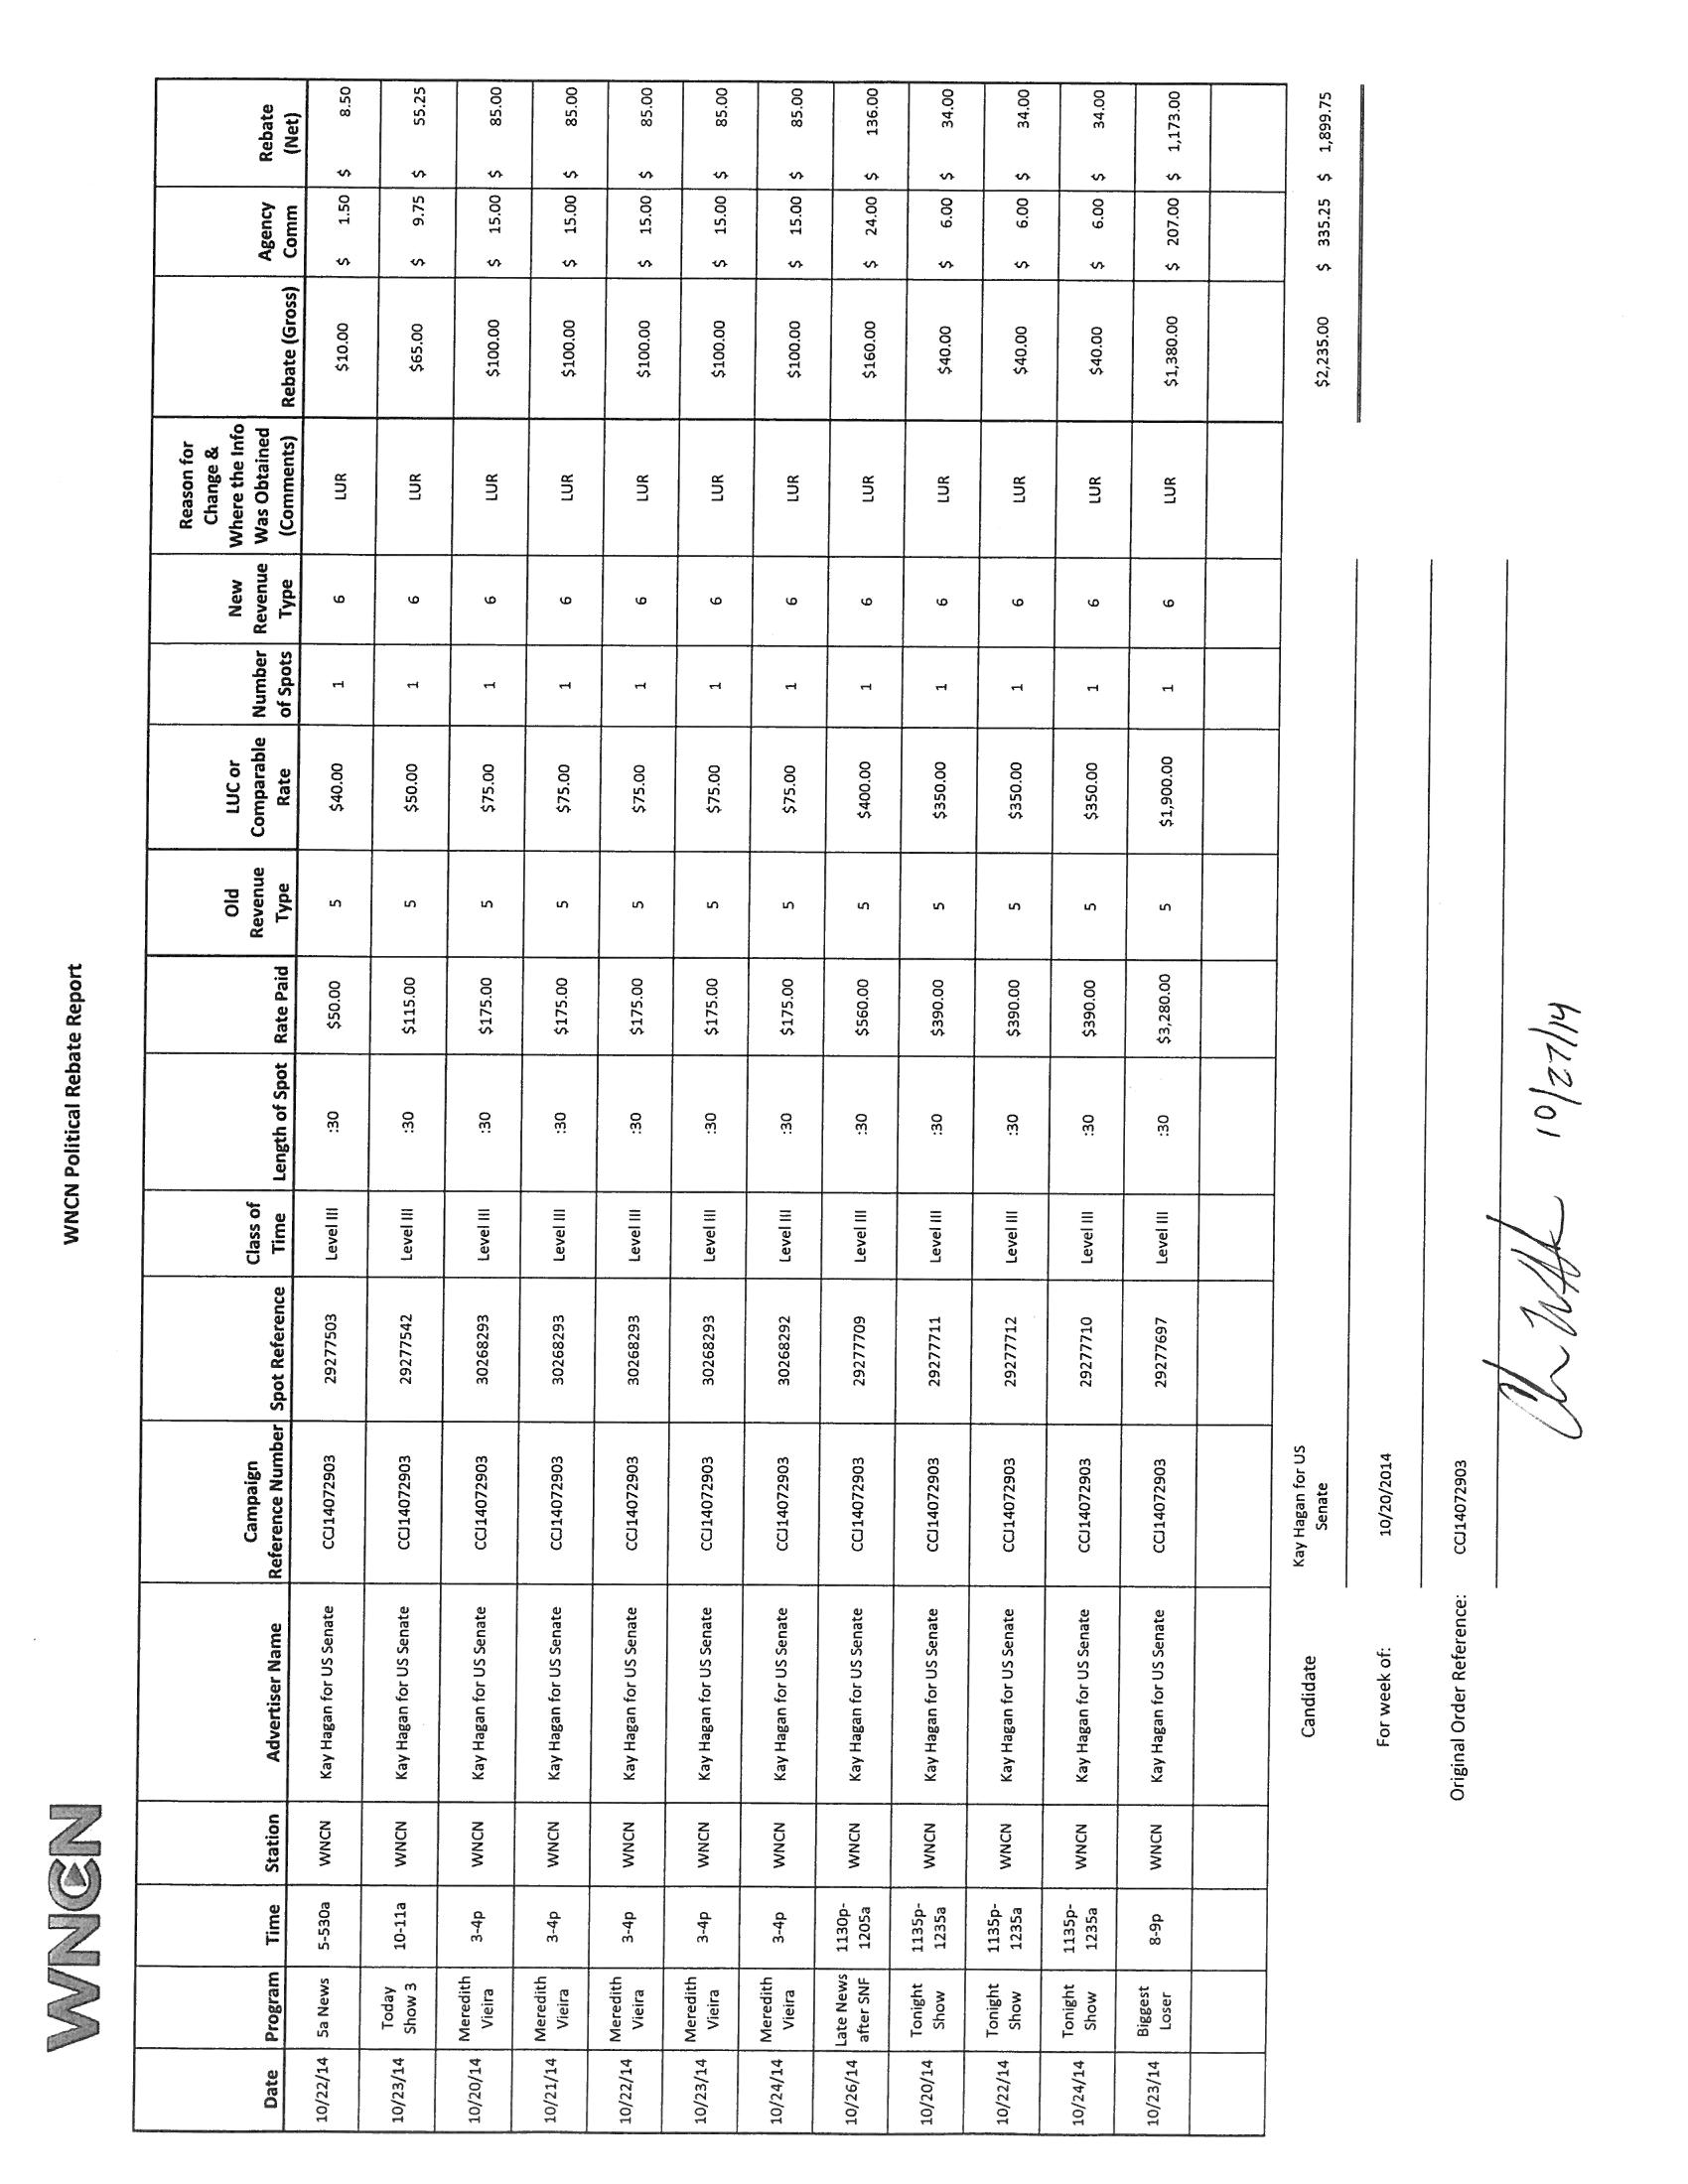 WNCN
WNCN Political Rebate Report
Date Program Time Station Advertiser Name Campaign Reference Number Spot Reference Class of Time Length of Spot Rate Paid Old Revenue Type LUC or Comparable Rate Number of Spots New Revenue Type Reason for Change & Where the Info Was Obtained (Comments) Rebate (Gross) Agency Comm Rebate (Net)
10/22/14 5a News 5-530a WNCN Kay Hagan for US Senate CCJ14072903 29277503 Level III :30 $50.00 5 $40.00 1 6 LUR $10.00 $ 1.50 $ 8.50
10/23/14 Today Show 3 10-11a WNCN Kay Hagan for US Senate CCJ14072903 29277542 Level III :30 $115.00 5 $50.00 1 6 LUR $65.00 $ 9.75 $ 55.25
10/20/14 Meredith Vieira 3-4p WNCN Kay Hagan for US Senate CCJ14072903 30268293 Level III :30 $175.00 5 $75.00 1 6 LUR $100.00 $ 15.00 $ 85.00
10/21/14 Meredith Vieira 3-4p WNCN Kay Hagan for US Senate CCJ14072903 30268293 Level III :30 $175.00 5 $75.00 1 6 LUR $100.00 $ 15.00 $ 85.00
10/22/14 Meredith Vieira 3-4p WNCN Kay Hagan for US Senate CCJ14072903 30268293 Level III :30 $175.00 5 $75.00 1 6 LUR $100.00 $ 15.00 $ 85.00
10/23/14 Meredith Vieira 3-4p WNCN Kay Hagan for US Senate CCJ14072903 30268293 Level III :30 $175.00 5 $75.00 1 6 LUR $100.00 $ 15.00 $ 85.00
10/24/14 Meredith Vieira 3-4p WNCN Kay Hagan for US Senate CCJ14072903 30268292 Level III :30 $175.00 5 $75.00 1 6 LUR $100.00 $ 15.00 $ 85.00
10/26/14 Late News after SNF 1130p-1205a WNCN Kay Hagan for US Senate CCJ14072903 29277709 Level III :30 $560.00 5 $400.00 1 6 LUR $160.00 $ 24.00 $ 136.00
10/20/14 Tonight Show 1135p-1235a WNCN Kay Hagan for US Senate CCJ14072903 29277711 Level III :30 $390.00 5 $350.00 1 6 LUR $40.00 $ 6.00 $ 34.00
10/22/14 Tonight Show 1135p-1235a WNCN Kay Hagan for US Senate CCJ14072903 29277712 Level III :30 $390.00 5 $350.00 1 6 LUR $40.00 $ 6.00 $ 34.00
10/24/14 Tonight Show 1135p-1235a WNCN Kay Hagan for US Senate CCJ14072903 29277710 Level III :30 $390.00 5 $350.00 1 6 LUR $40.00 $ 6.00 $ 34.00
10/23/14 Biggest Loser 8-9p WNCN Kay Hagan for US Senate CCJ14072903 29277697 Level III :30 $3,280.00 5 $1,900.00 1 6 LUR $1,380.00 $ 207.00 $ 1,173.00
Candidate Kay Hagan for US Senate $2,235.00 $ 335.25 $ 1,899.75
For week of: 10/20/2014
Original Order Reference: CCJ14072903
10/27/14